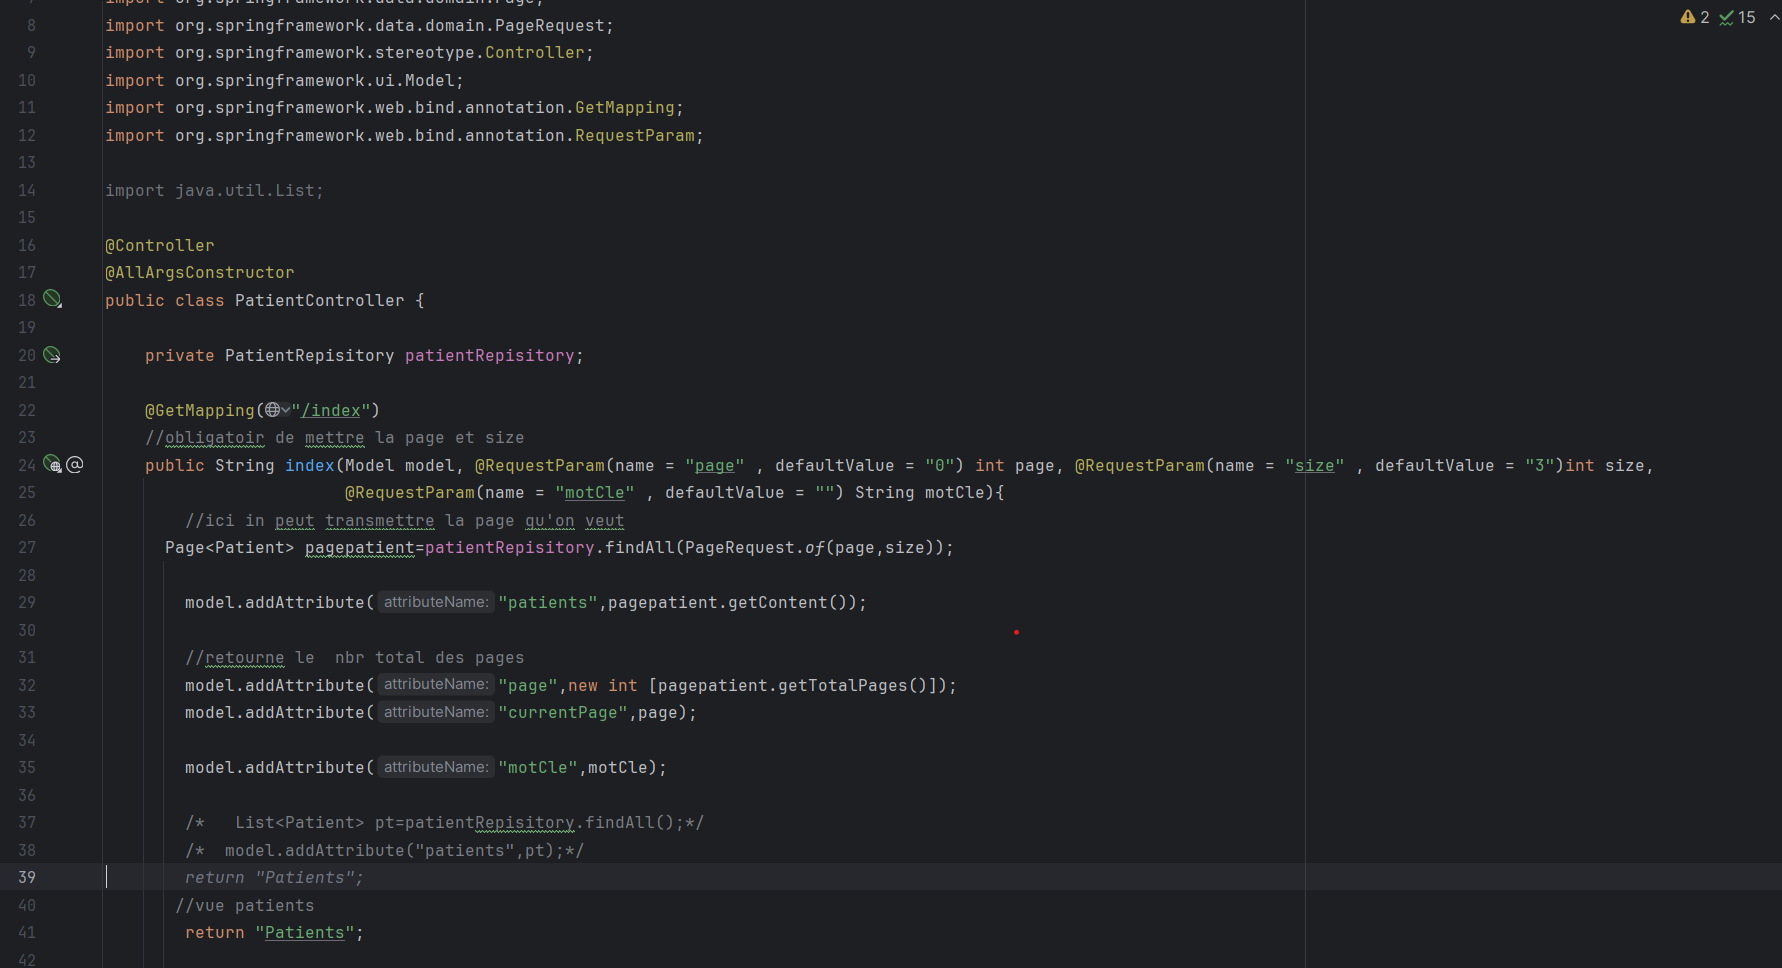 7 import org.springframework.data.domain.Page;
8 import org.springframework.data.domain.PageRequest;
2 15
9 import org.springframework.stereotype.Controller;
10 import org.springframework.ui.Model;
11 import org.springframework.web.bind.annotation.GetMapping;
12 import org.springframework.web.bind.annotation.RequestParam;
13
14 import java.util.List;
15
16 @Controller
17 @AllArgsConstructor
18 public class PatientController {
19
20 private PatientRepisitory patientRepisitory;
21
22 @GetMapping("/index")
23 //obligatoir de mettre la page et size
24 @ public String index(Model model, @RequestParam(name = "page" , defaultValue = "0") int page, @RequestParam(name = "size" , defaultValue = "3")int size,
25 @RequestParam(name = "motCle" , defaultValue = "") String motCle){
26 //ici in peut transmettre la page qu'on veut
27 Page<Patient> pagepatient=patientRepisitory.findAll(PageRequest.of(page,size));
28
29 model.addAttribute( attributeName: "patients",pagepatient.getContent());
30
31 //retourne le  nbr total des pages
32 model.addAttribute( attributeName: "page",new int [pagepatient.getTotalPages()]);
33 model.addAttribute( attributeName: "currentPage",page);
34
35 model.addAttribute( attributeName: "motCle",motCle);
36
37 /*   List<Patient> pt=patientRepisitory.findAll();*/
38 /*  model.addAttribute("patients",pt);*/
39 return "Patients";
40 //vue patients
41 return "Patients";
42